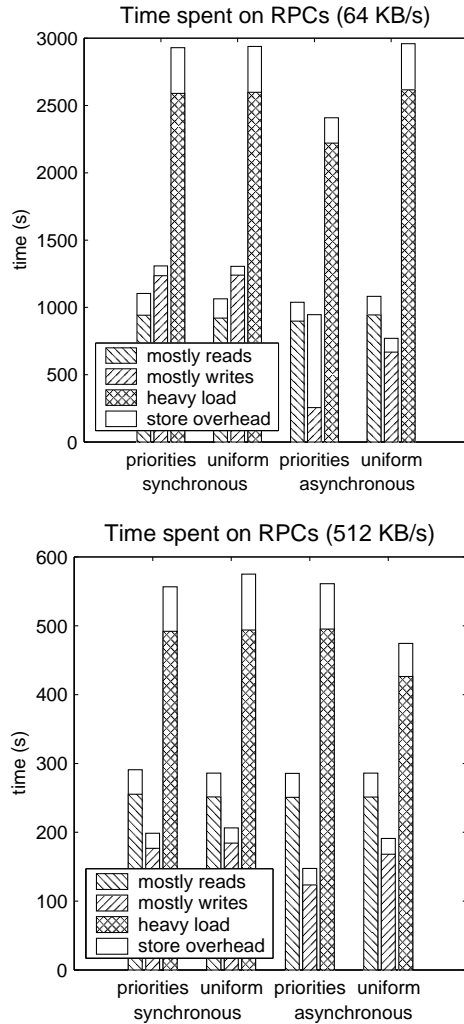 Time spent on RPCs (64 KB/s)
3000
2500
2000
1500
1000
500
0
time (s)
mostly reads
mostly writes
heavy load
store overhead
priorities uniform priorities uniform
synchronous asynchronous
Time spent on RPCs (512 KB/s)
600
500
400
300
200
100
0
time (s)
mostly reads
mostly writes
heavy load
store overhead
priorities uniform priorities uniform
synchronous asynchronous